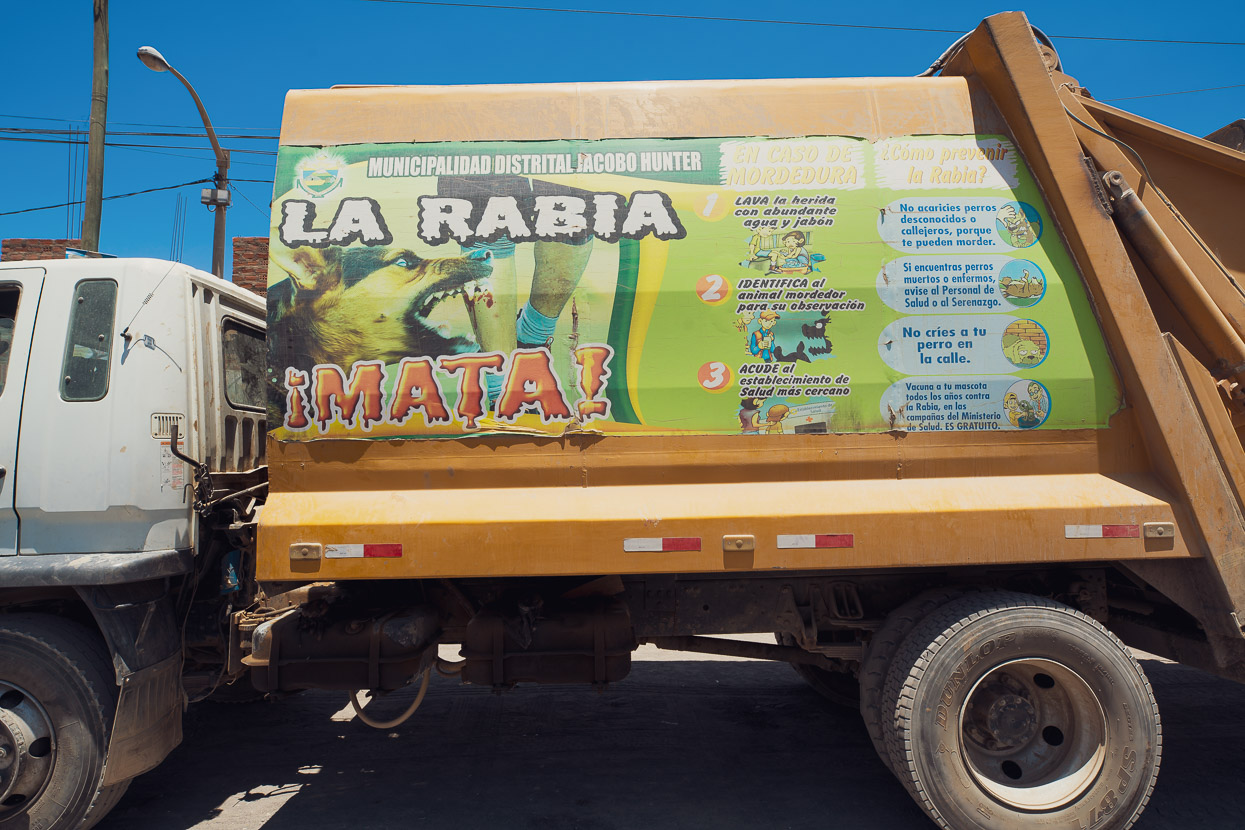 MUNICIPALIDAD DISTRITAL JACOBO HUNTER
LA RABIA
¡MATA!
EN CASO DE
MORDEDURA
1 LAVA la herida
con abundante
agua y jabón
2 IDENTIFICA al
animal mordedor
para su observación
3 ACUDE al
establecimiento de
Salud más cercano
¿Cómo prevenir
la Rabia?
No acaricies perros
desconocidos o
callejeros, porque
te pueden morder.
Si encuentras perros
muertos o enfermos,
avise al Personal de
Salud o al Serenazgo.
No críes a tu
perro en
la calle.
Vacuna a tu mascota
todos los años contra
la Rabia, en las
campañas del Ministerio
de Salud. ES GRATUITO.
DUNLOP